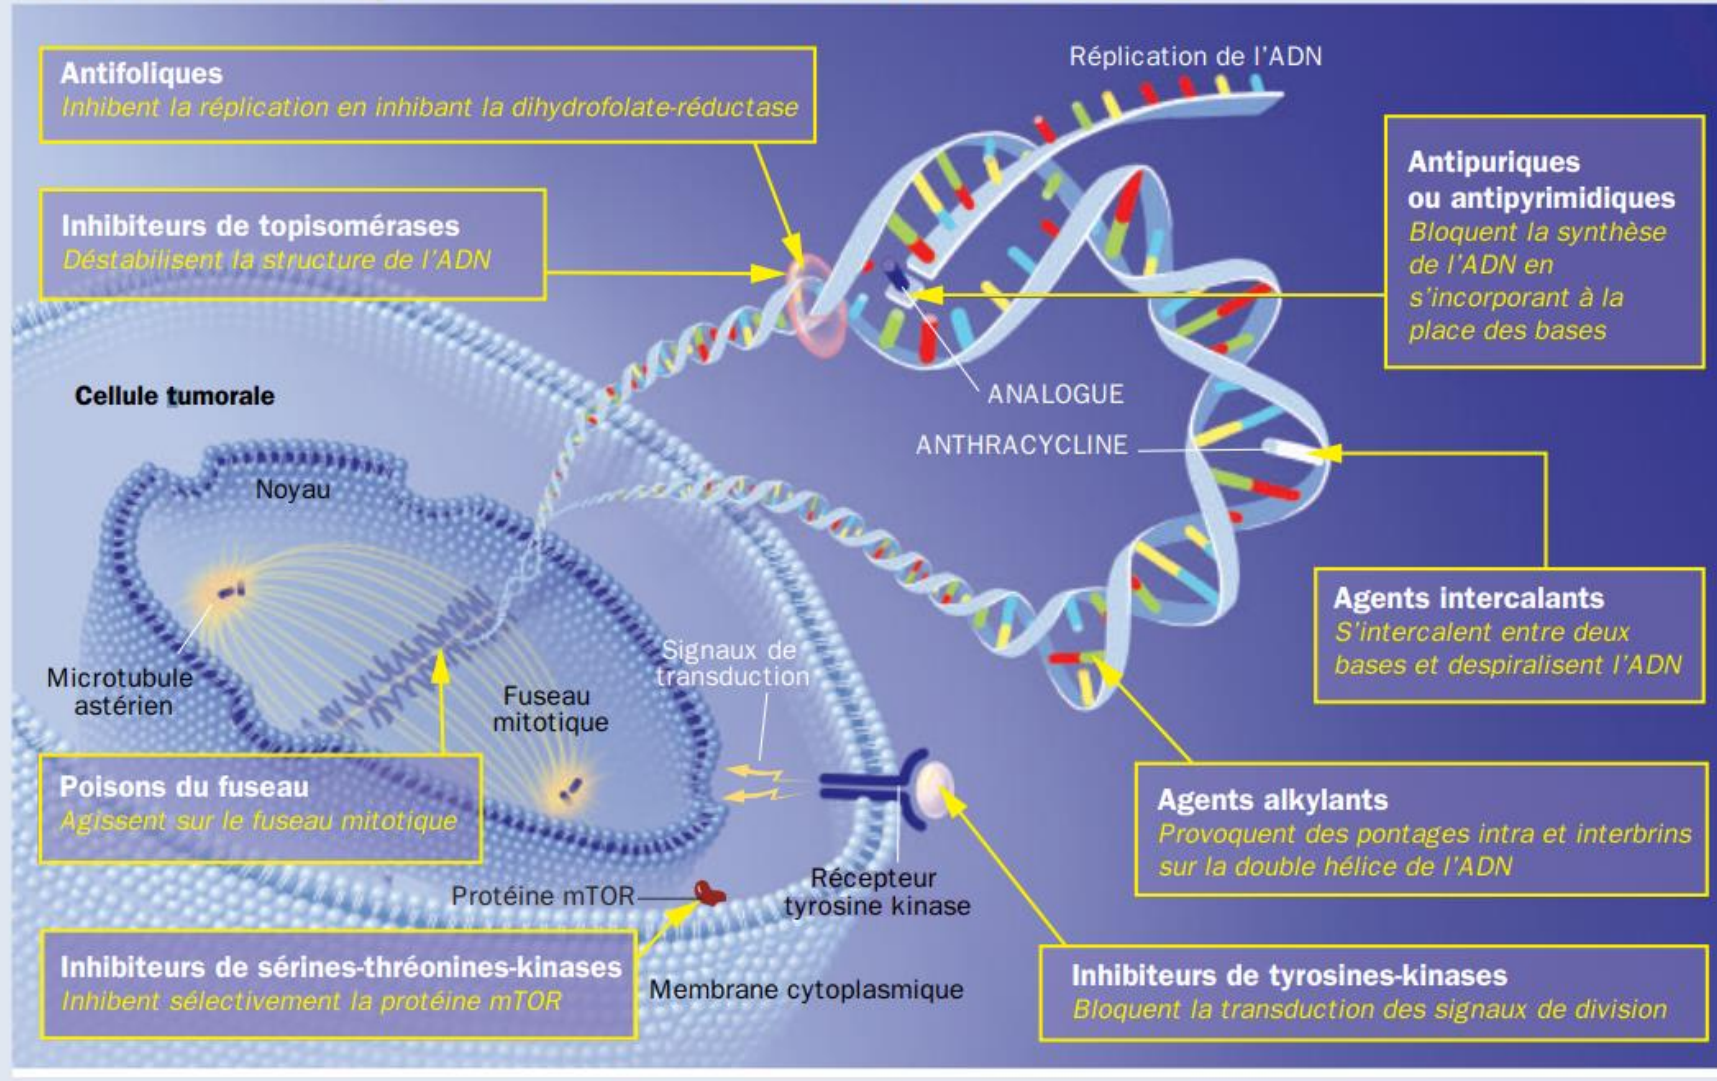 Réplication de l'ADN
Antifoliques
Inhibent la réplication en inhibant la dihydrofolate-réductase
Inhibiteurs de topisomérases
Déstabilisent la structure de l'ADN
Antipuriques
ou antipyrimidiques
Bloquent la synthèse
de l'ADN en
s'incorporant à la
place des bases
Cellule tumorale
ANALOGUE
ANTHRACYCLINE
Noyau
Agents intercalants
S'intercalent entre deux
bases et despiralisent l'ADN
Microtubule
astérien
Fuseau
mitotique
Signaux de
transduction
Poisons du fuseau
Agissent sur le fuseau mitotique
Agents alkylants
Provoquent des pontages intra et interbrins
sur la double hélice de l'ADN
Protéine mTOR
Récepteur
tyrosine kinase
Inhibiteurs de sérines-thréonines-kinases
Inhibent sélectivement la protéine mTOR
Membrane cytoplasmique
Inhibiteurs de tyrosines-kinases
Bloquent la transduction des signaux de division